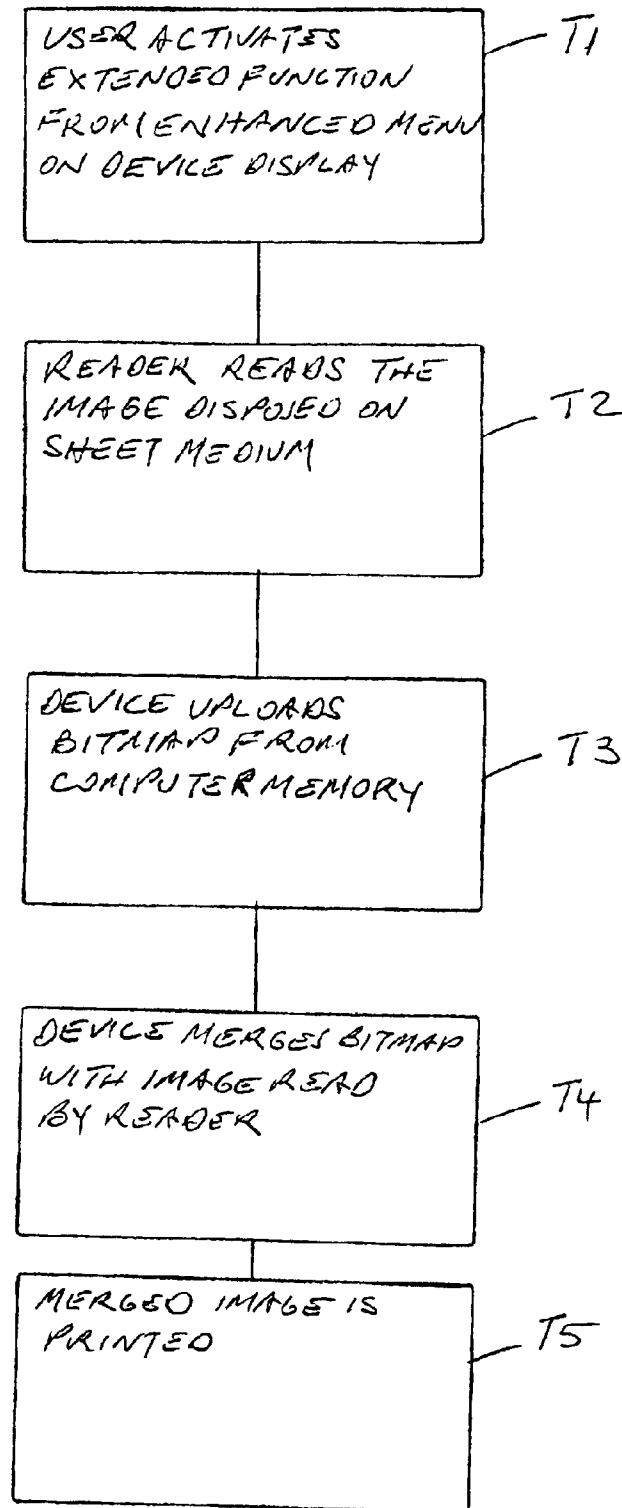 USER ACTIVATES
EXTENDED FUNCTION
FROM ENHANCED MENU
ON DEVICE DISPLAY
T1
READER READS THE
IMAGE DISPOSED ON
SHEET MEDIUM
T2
DEVICE UPLOADS
BITMAP FROM
COMPUTER MEMORY
T3
DEVICE MERGES BITMAP
WITH IMAGE READ
BY READER
T4
MERGED IMAGE IS
PRINTED
T5